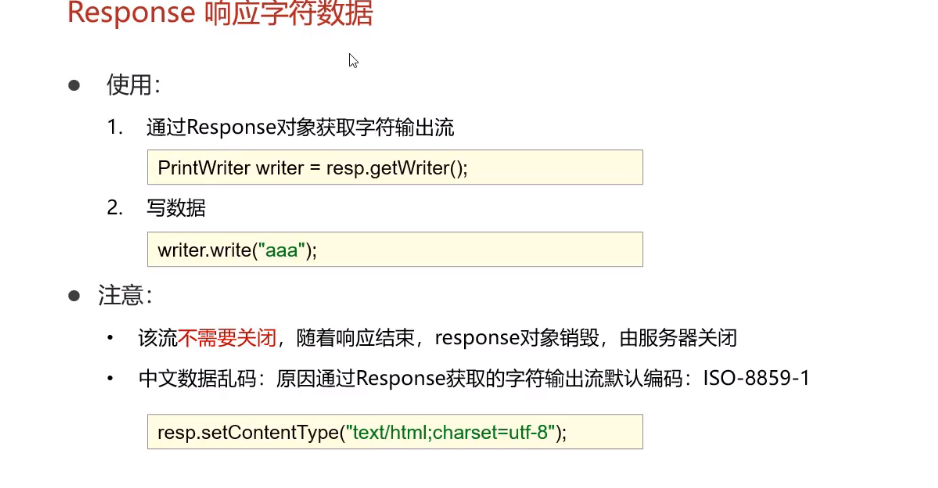 Response 响应字符数据
● 使用：
1. 通过Response对象获取字符输出流
PrintWriter writer = resp.getWriter();
2. 写数据
writer.write("aaa");
● 注意：
• 该流不需要关闭，随着响应结束，response对象销毁，由服务器关闭
• 中文数据乱码：原因通过Response获取的字符输出流默认编码：ISO-8859-1
resp.setContentType("text/html;charset=utf-8");